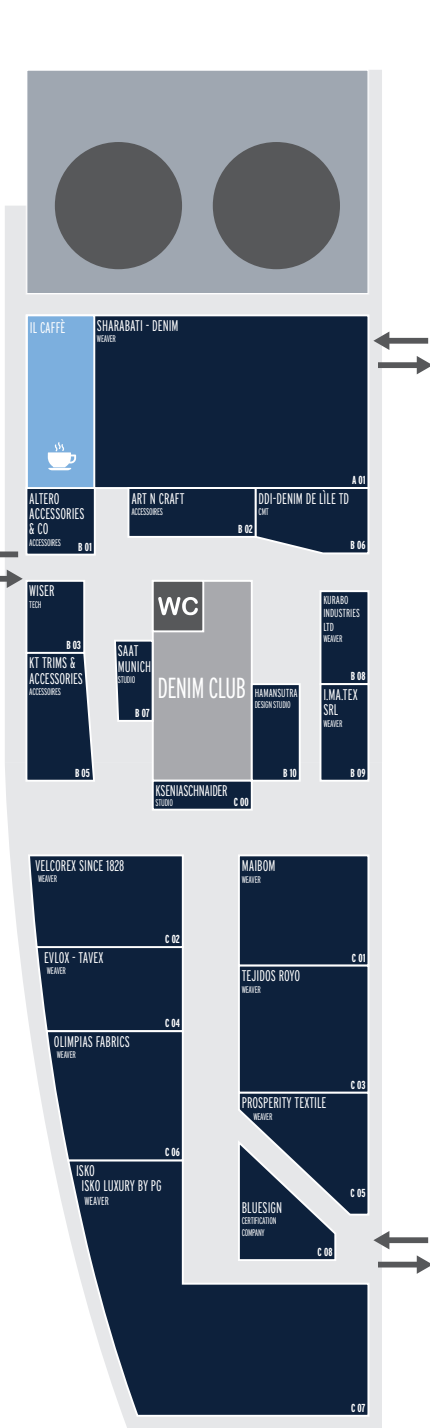 IL CAFFÈ
SHARABATI - DENIM
WEAVER
A 01
ALTERO
ACCESSORIES
& CO
ACCESSOIRES
B 01
ART N CRAFT
ACCESSOIRES
B 02
DDI-DENIM DE LÌLE TD
CMT
B 06
WISER
TECH
B 03
KT TRIMS &
ACCESSORIES
ACCESSOIRES
B 05
SAAT
MUNICH
STUDIO
B 07
WC
DENIM CLUB
HAMANSUTRA
DESIGN STUDIO
B 10
KURABO
INDUSTRIES
LTD
WEAVER
B 08
I.MA.TEX
SRL
WEAVER
B 09
KSENIASCHNAIDER
STUDIO
C 00
VELCOREX SINCE 1828
WEAVER
C 02
MAIBOM
WEAVER
C 01
EVLOX - TAVEX
WEAVER
C 04
TEJIDOS ROYO
WEAVER
C 03
OLIMPIAS FABRICS
WEAVER
C 06
PROSPERITY TEXTILE
WEAVER
C 05
ISKO
ISKO LUXURY BY PG
WEAVER
BLUESIGN
CERTIFICATION
COMPANY
C 08
C 07